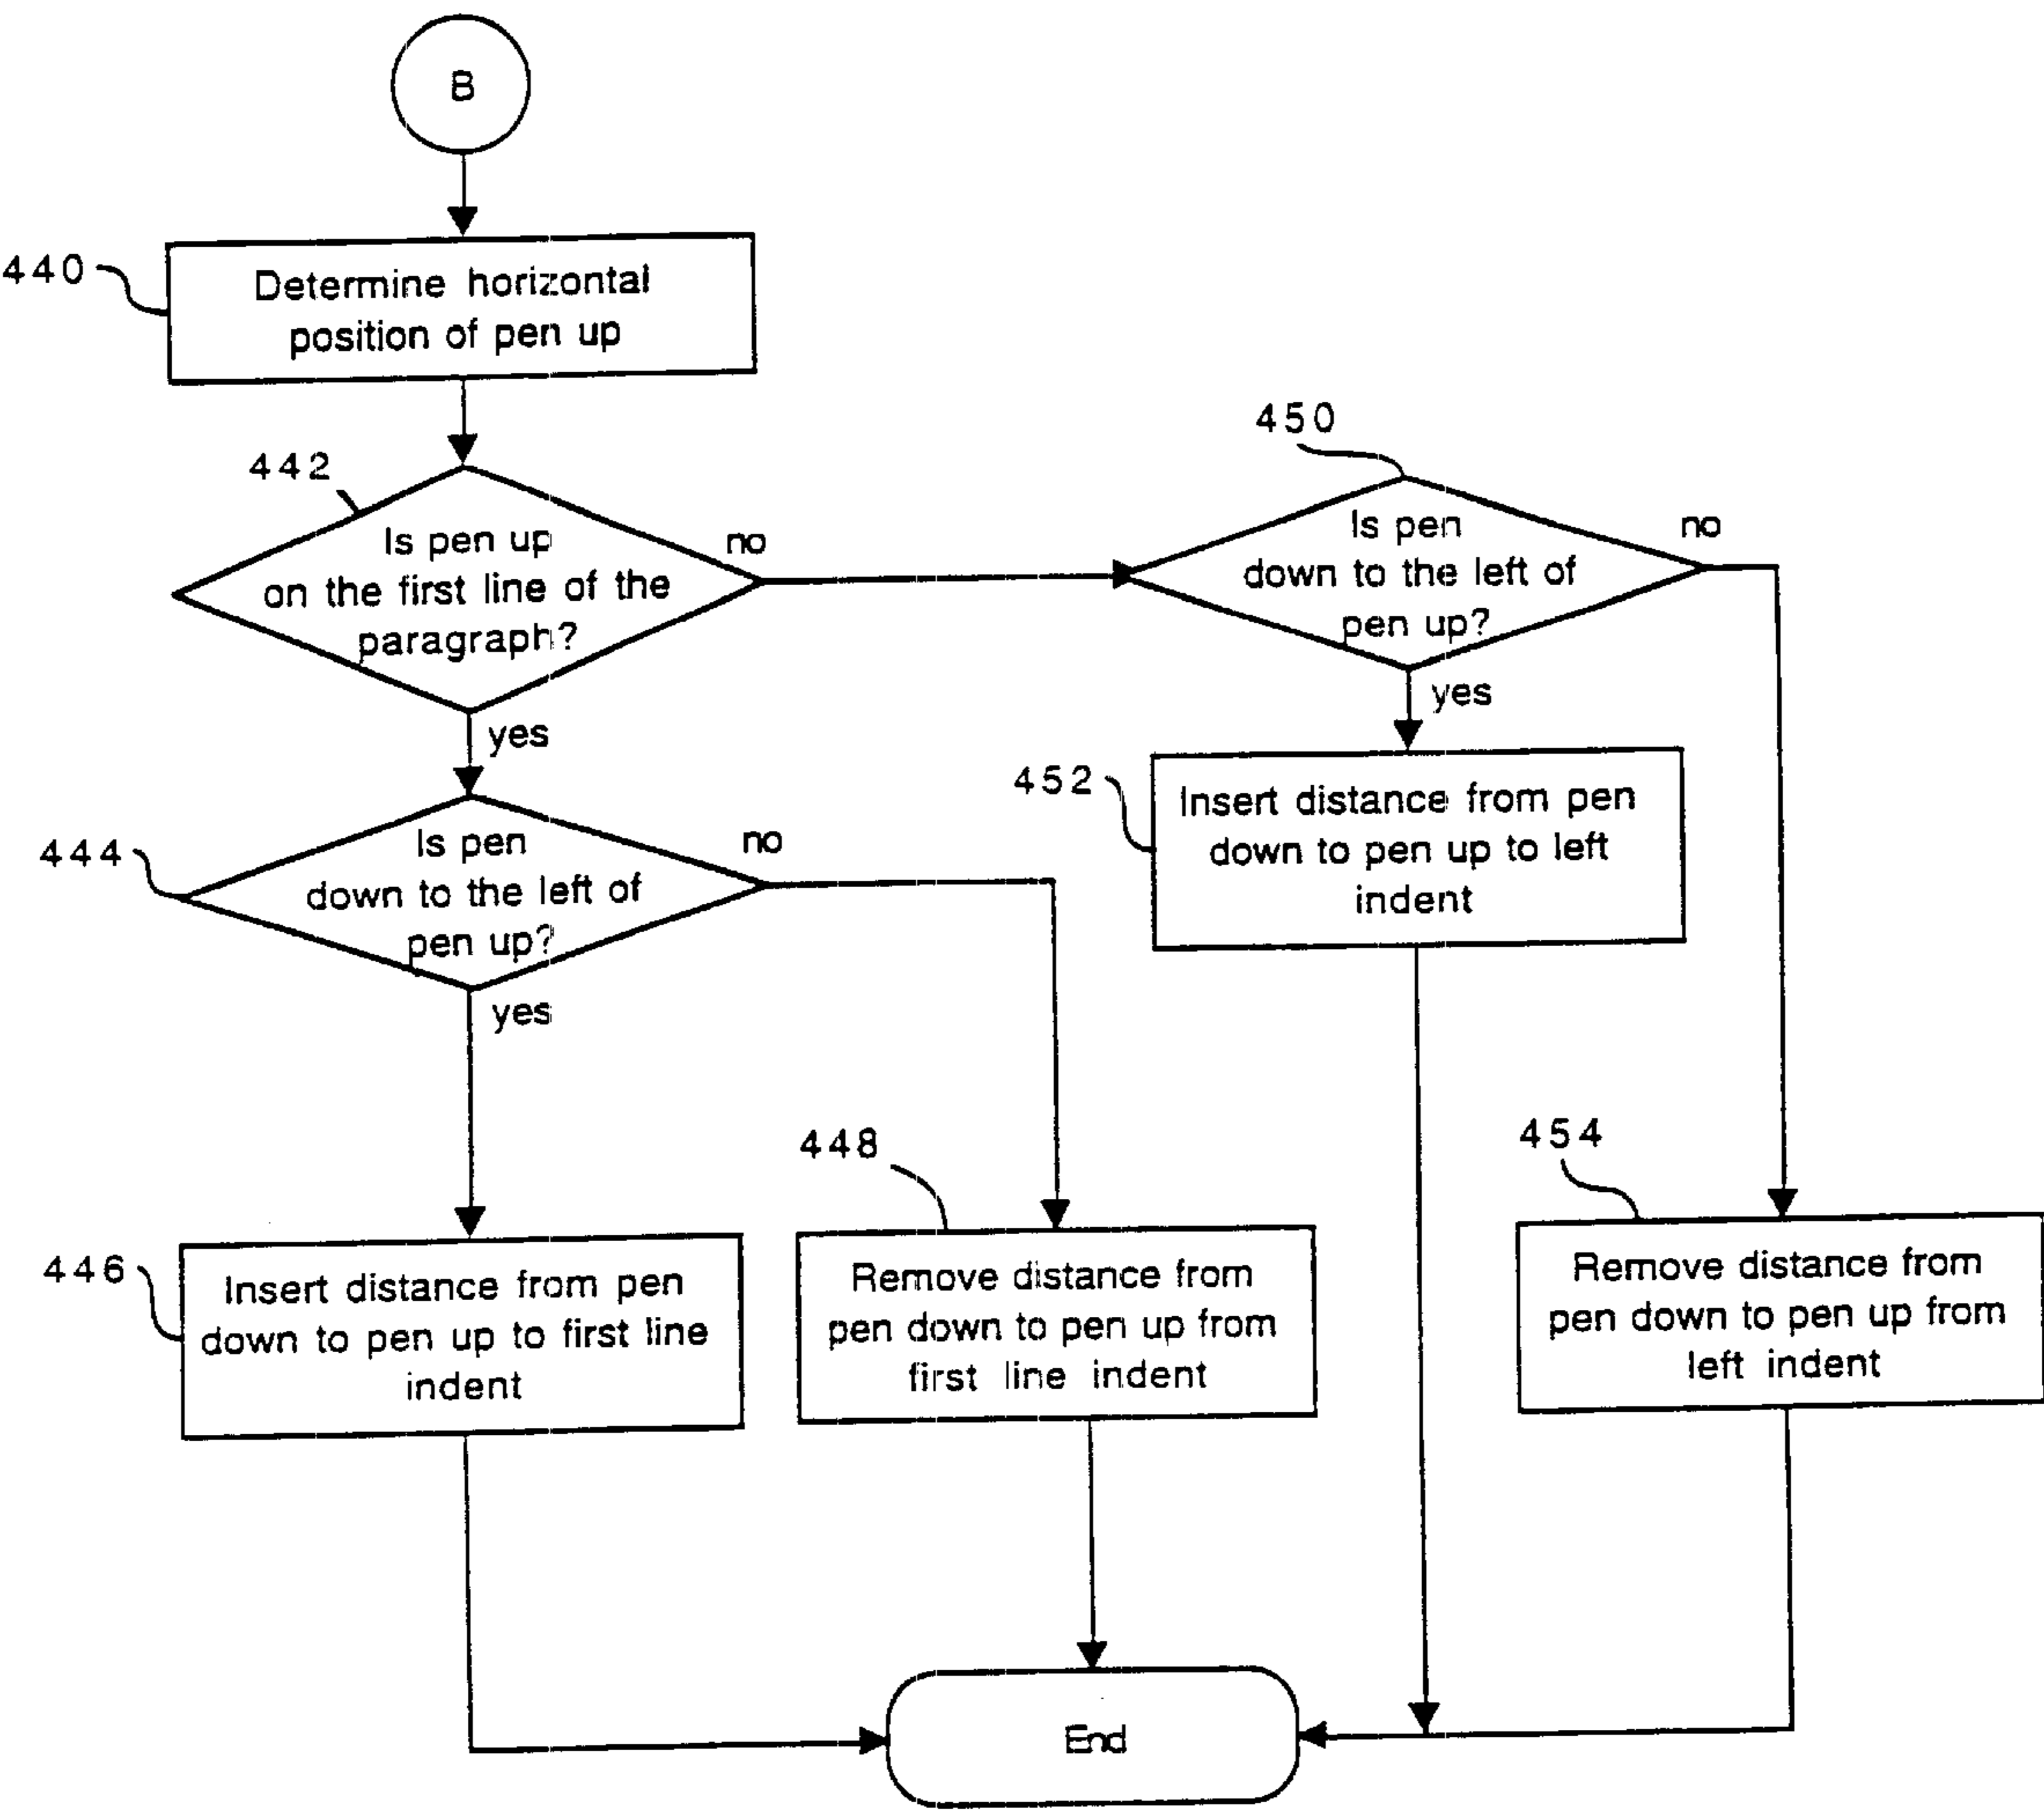 B
440
Determine horizontal
position of pen up
442
Is pen up
on the first line of the
paragraph?
no
yes
450
Is pen
down to the left of
pen up?
no
yes
444
Is pen
down to the left of
pen up?
no
yes
452
Insert distance from pen
down to pen up to left
indent
446
Insert distance from pen
down to pen up to first line
indent
448
Remove distance from
pen down to pen up from
first line indent
454
Remove distance from
pen down to pen up from
left indent
End